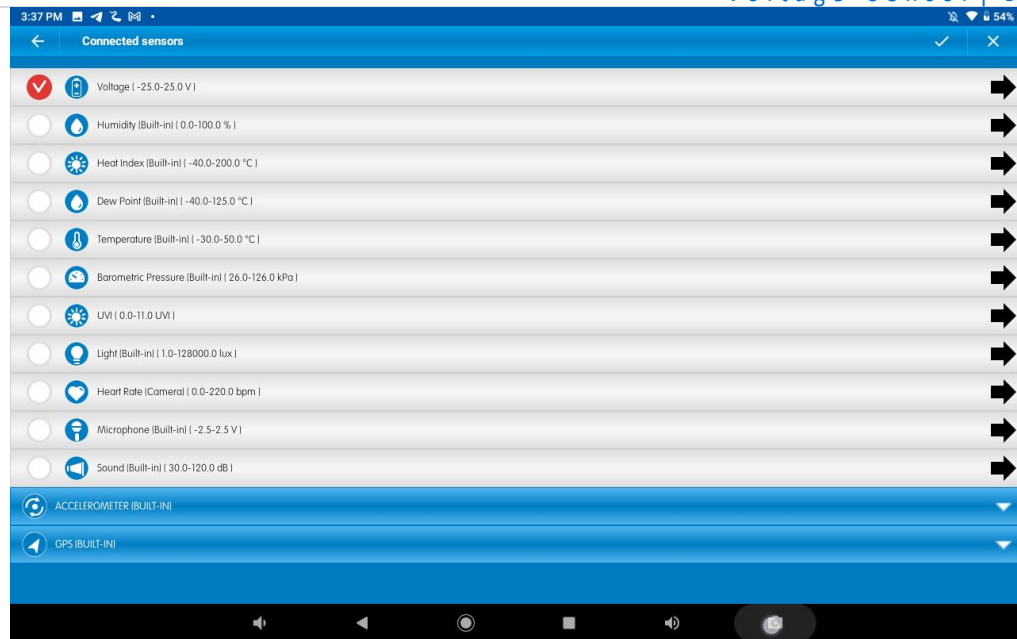 3:37 PM
54%
Connected sensors
Voltage ( -25.0-25.0 V )
Humidity (Built-in) ( 0.0-100.0 % )
Heat Index (Built-in) ( -40.0-200.0 °C )
Dew Point (Built-in) ( -40.0-125.0 °C )
Temperature (Built-in) ( -30.0-50.0 °C )
Barometric Pressure (Built-in) ( 26.0-126.0 kPa )
UVI ( 0.0-11.0 UVI )
Light (Built-in) ( 1.0-128000.0 lux )
Heart Rate (Camera) ( 0.0-220.0 bpm )
Microphone (Built-in) ( -2.5-2.5 V )
Sound (Built-in) ( 30.0-120.0 dB )
ACCELEROMETER (BUILT-IN)
GPS (BUILT-IN)